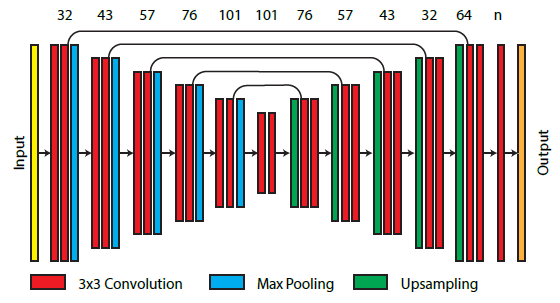 32 43 57 76 101 101 76 57 43 32 64 n
Input
Output
3x3 Convolution Max Pooling Upsampling